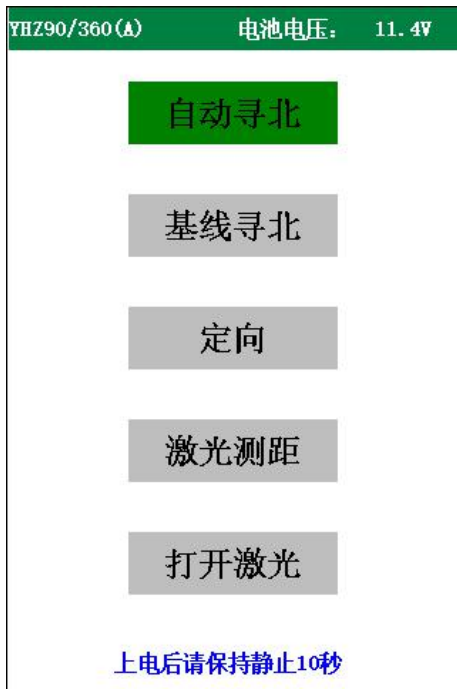 YHZ90/360(A) 电池电压： 11.4V
自动寻北
基线寻北
定向
激光测距
打开激光
上电后请保持静止10秒